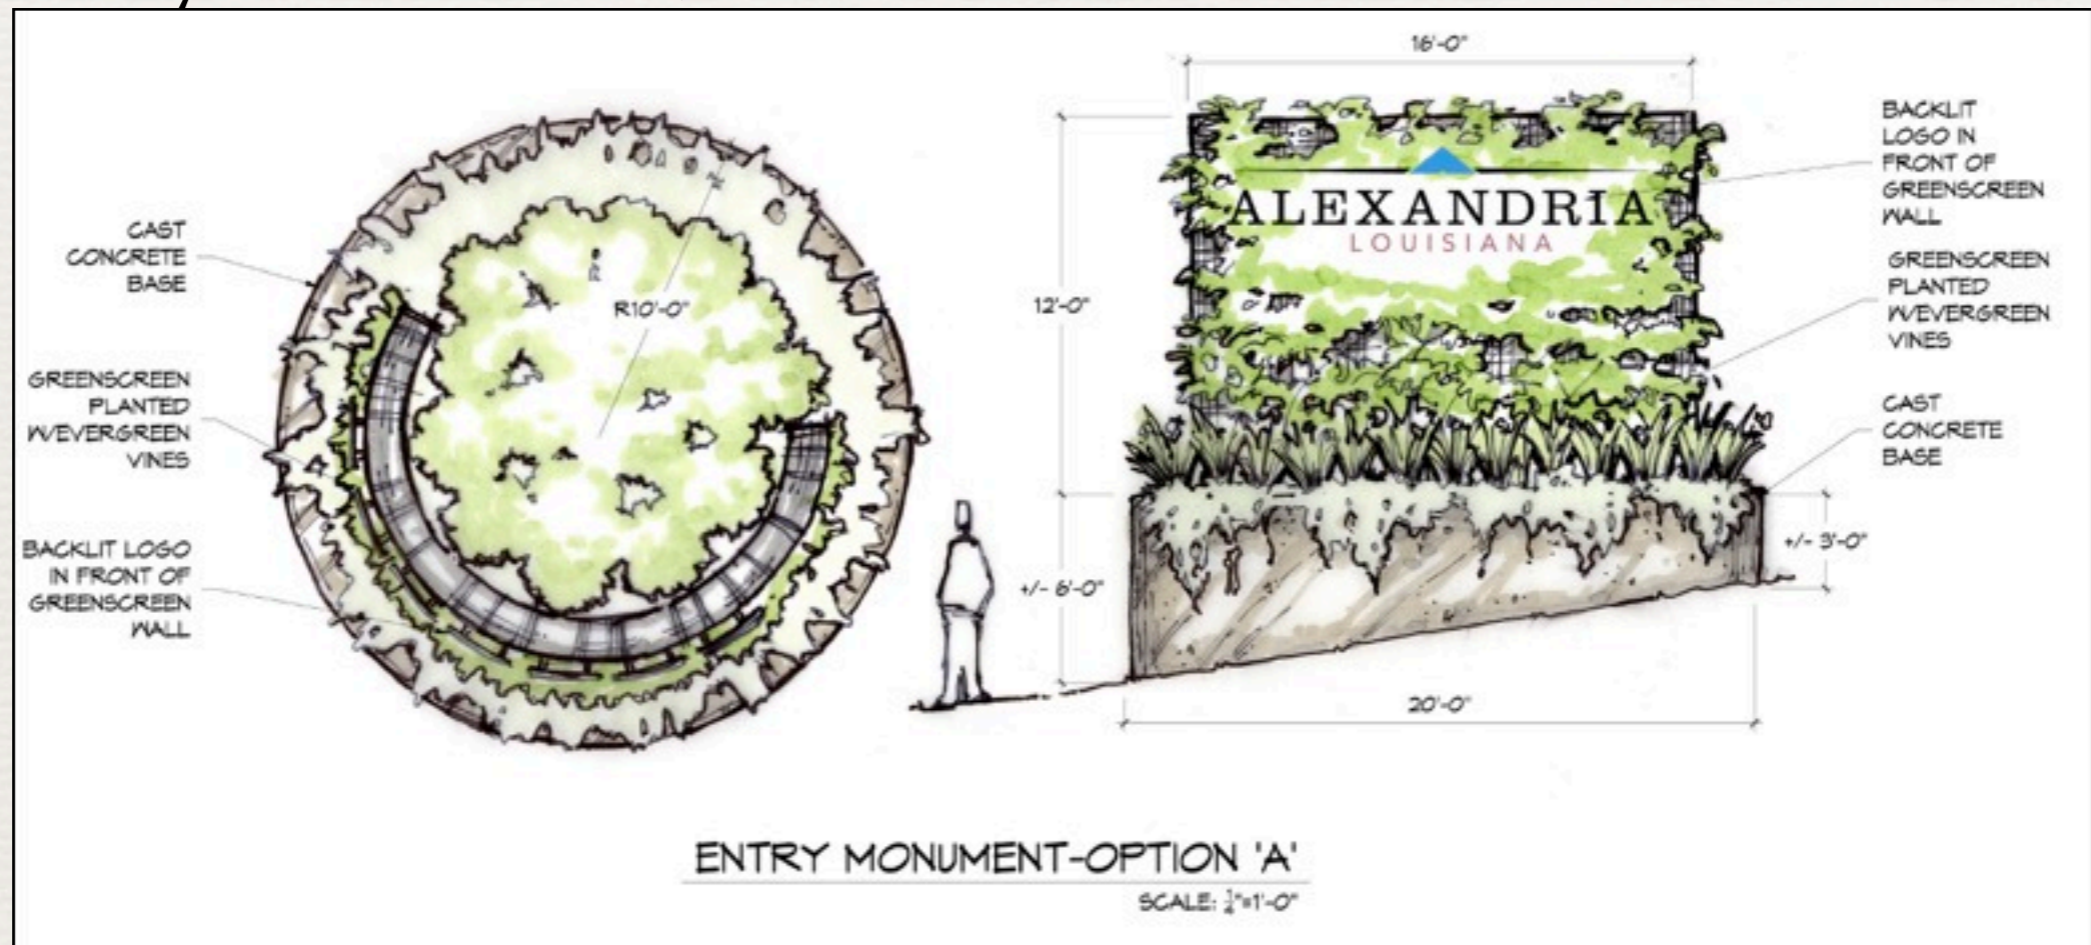 CAST
CONCRETE
BASE
GREENSCREEN
PLANTED
W/EVERGREEN
VINES
BACKLIT LOGO
IN FRONT OF
GREENSCREEN
WALL
R10'-0"
16'-0"
12'-0"
+/- 6'-0"
ALEXANDRIA
LOUISIANA
BACKLIT
LOGO IN
FRONT OF
GREENSCREEN
WALL
GREENSCREEN
PLANTED
W/EVERGREEN
VINES
CAST
CONCRETE
BASE
+/- 3'-0"
20'-0"
ENTRY MONUMENT-OPTION 'A'
SCALE: ¼"=1'-0"